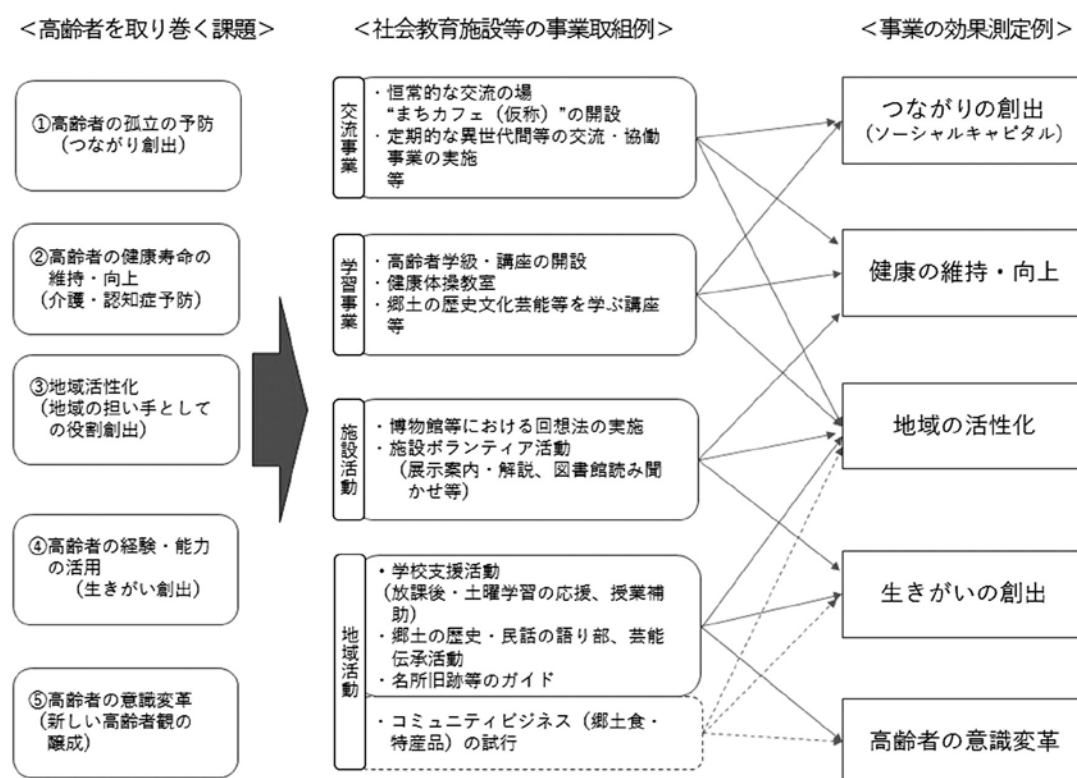 ＜高齢者を取り巻く課題＞
＜社会教育施設等の事業取組例＞
＜事業の効果測定例＞
①高齢者の孤立の予防
(つながり創出)
②高齢者の健康寿命の
維持・向上
(介護・認知症予防)
③地域活性化
(地域の担い手として
の役割創出)
④高齢者の経験・能力
の活用
(生きがい創出)
⑤高齢者の意識変革
(新しい高齢者観の
醸成)
交流事業
・恒常的な交流の場
“まちカフェ（仮称）”の開設
・定期的な異世代間等の交流・協働
事業の実施
等
学習事業
・高齢者学級・講座の開設
・健康体操教室
・郷土の歴史文化芸能等を学ぶ講座
等
施設活動
・博物館等における回想法の実施
・施設ボランティア活動
(展示案内・解説、図書館読み聞
かせ等)
地域活動
・学校支援活動
(放課後・土曜学習の応援、授業補
助)
・郷土の歴史・民話の語り部、芸能
伝承活動
・名所旧跡等のガイド
・コミュニティビジネス（郷土食・
特産品）の試行
つながりの創出
(ソーシャルキャピタル)
健康の維持・向上
地域の活性化
生きがいの創出
高齢者の意識変革